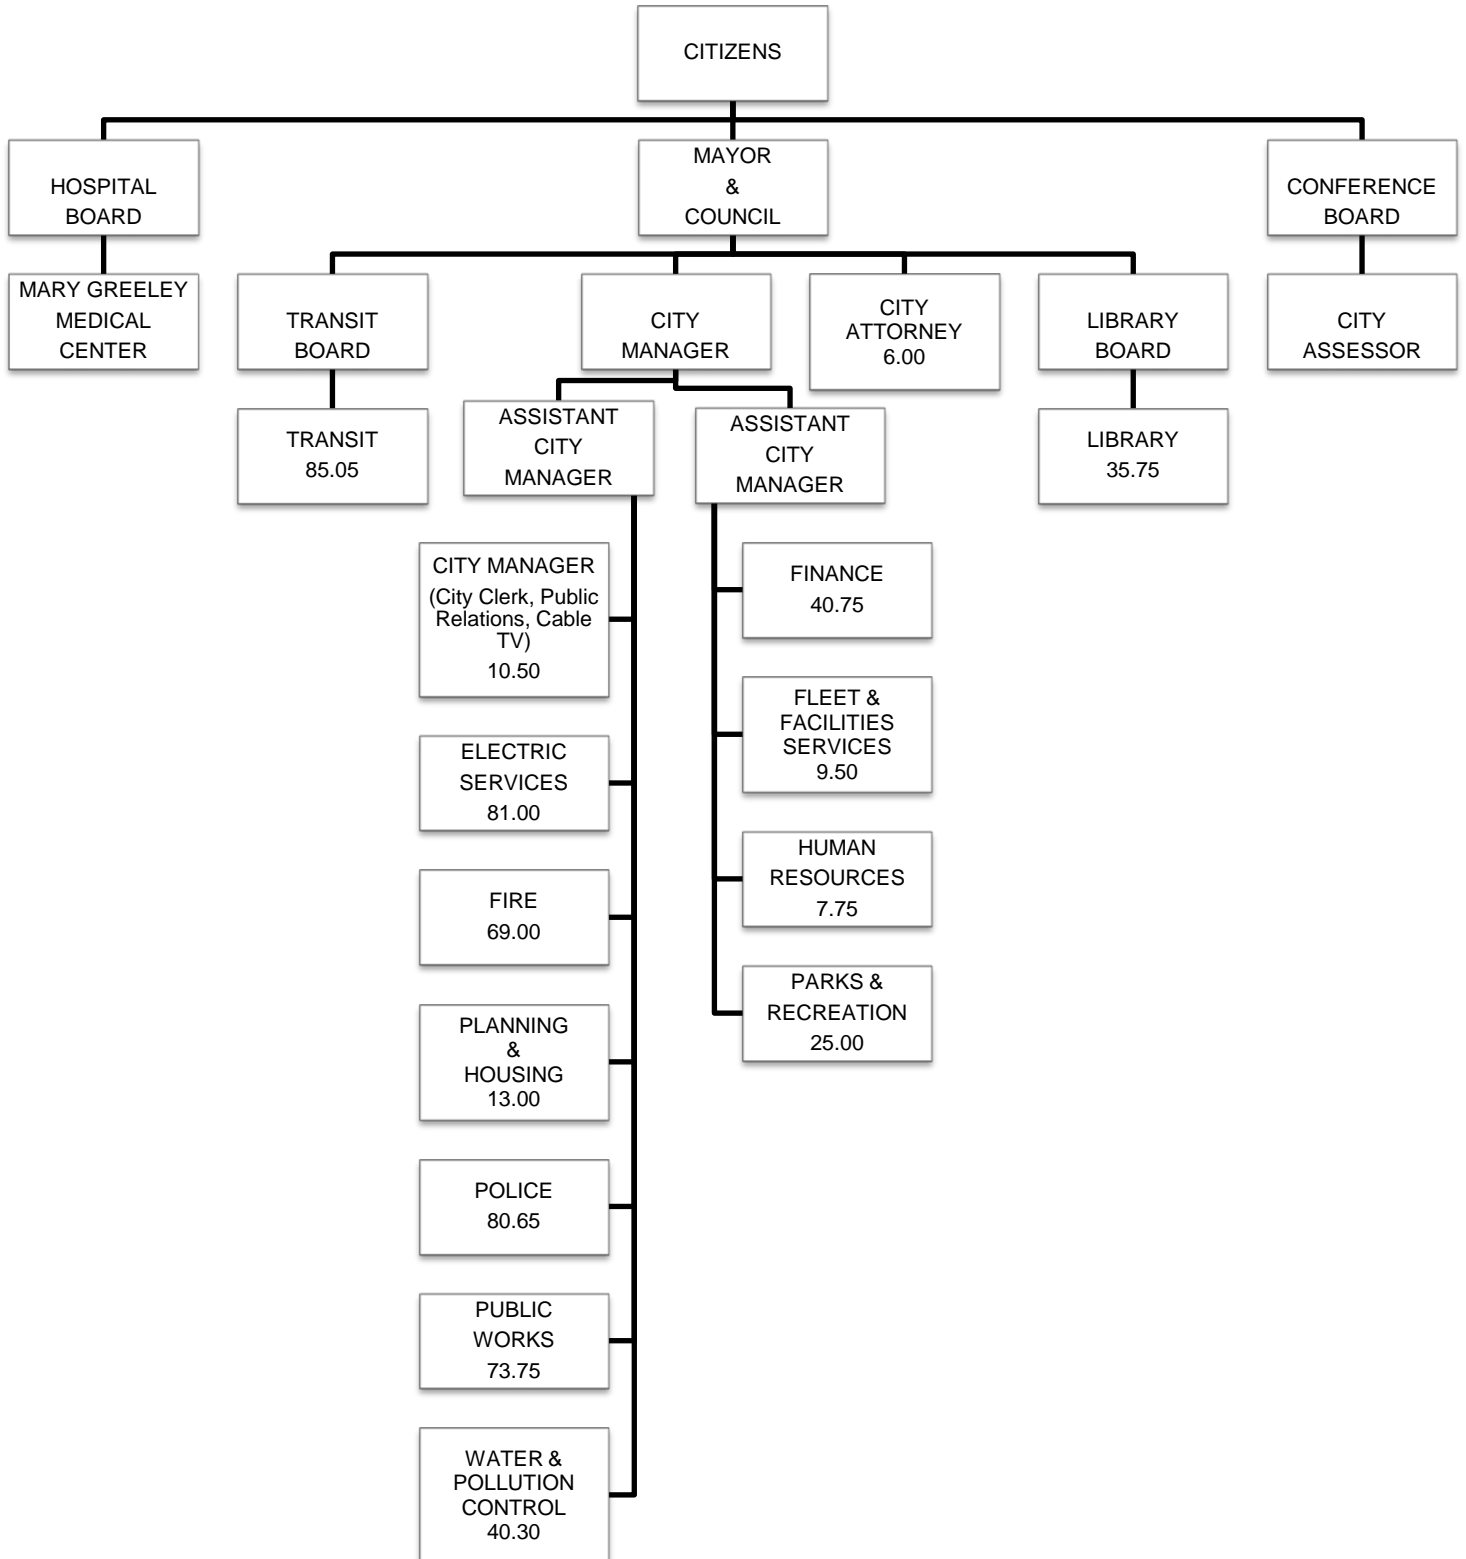 CITIZENS
HOSPITAL
BOARD
MAYOR
&
COUNCIL
CONFERENCE
BOARD
MARY GREELEY
MEDICAL
CENTER
TRANSIT
BOARD
CITY
MANAGER
CITY
ATTORNEY
6.00
LIBRARY
BOARD
CITY
ASSESSOR
TRANSIT
85.05
ASSISTANT
CITY
MANAGER
ASSISTANT
CITY
MANAGER
LIBRARY
35.75
CITY MANAGER
(City Clerk, Public
Relations, Cable
TV)
10.50
ELECTRIC
SERVICES
81.00
FIRE
69.00
PLANNING
&
HOUSING
13.00
POLICE
80.65
PUBLIC
WORKS
73.75
WATER &
POLLUTION
CONTROL
40.30
FINANCE
40.75
FLEET &
FACILITIES
SERVICES
9.50
HUMAN
RESOURCES
7.75
PARKS &
RECREATION
25.00